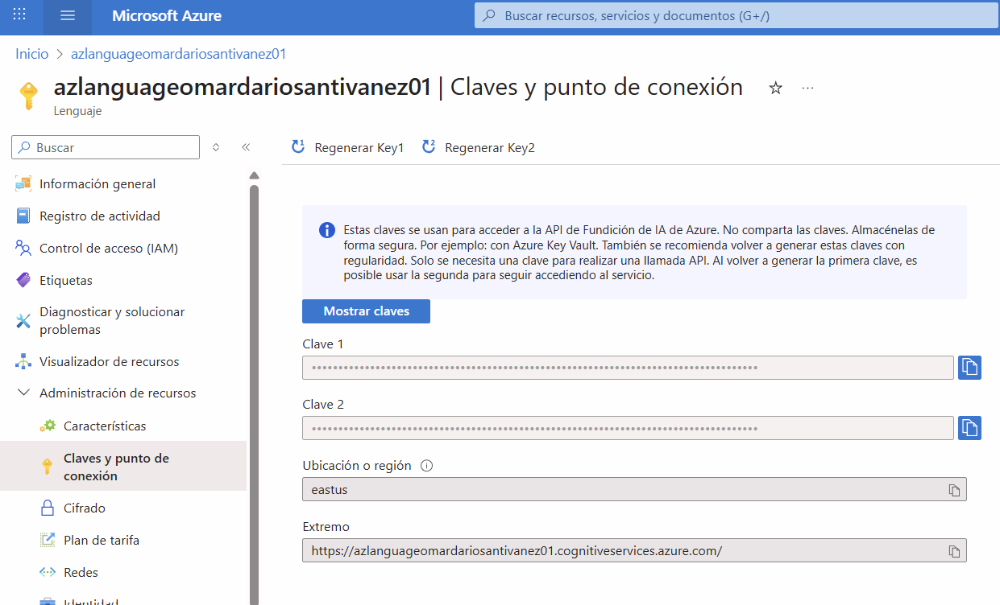 Microsoft Azure
Buscar recursos, servicios y documentos (G+/)
Inicio > azlanguageomardariosantivanez01
azlanguageomardariosantivanez01 | Claves y punto de conexión
Lenguaje
Buscar
Regenerar Key1
Regenerar Key2
Información general
Registro de actividad
Control de acceso (IAM)
Etiquetas
Diagnosticar y solucionar
problemas
Visualizador de recursos
Administración de recursos
Características
Claves y punto de
conexión
Cifrado
Plan de tarifa
Redes
Identidad
Estas claves se usan para acceder a la API de Fundición de IA de Azure. No comparta las claves. Almacénelas de
forma segura. Por ejemplo: con Azure Key Vault. También se recomienda volver a generar estas claves con
regularidad. Solo se necesita una clave para realizar una llamada API. Al volver a generar la primera clave, es
posible usar la segunda para seguir accediendo al servicio.
Mostrar claves
Clave 1
Clave 2
Ubicación o región
eastus
Extremo
https://azlanguageomardariosantivanez01.cognitiveservices.azure.com/